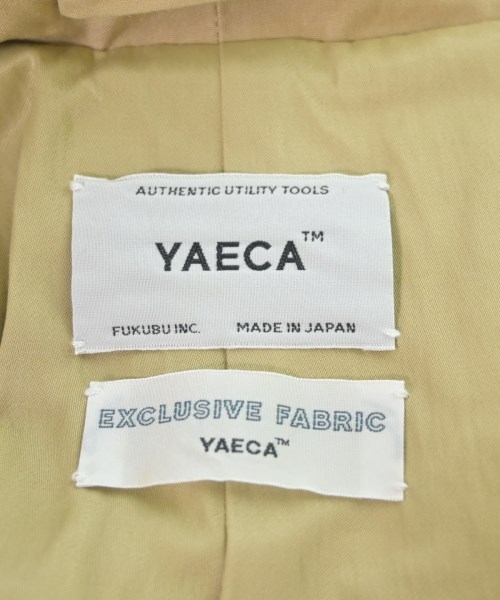 AUTHENTIC UTILITY TOOLS
YAECA™
FUKUBU INC. MADE IN JAPAN
EXCLUSIVE FABRIC
YAECA™